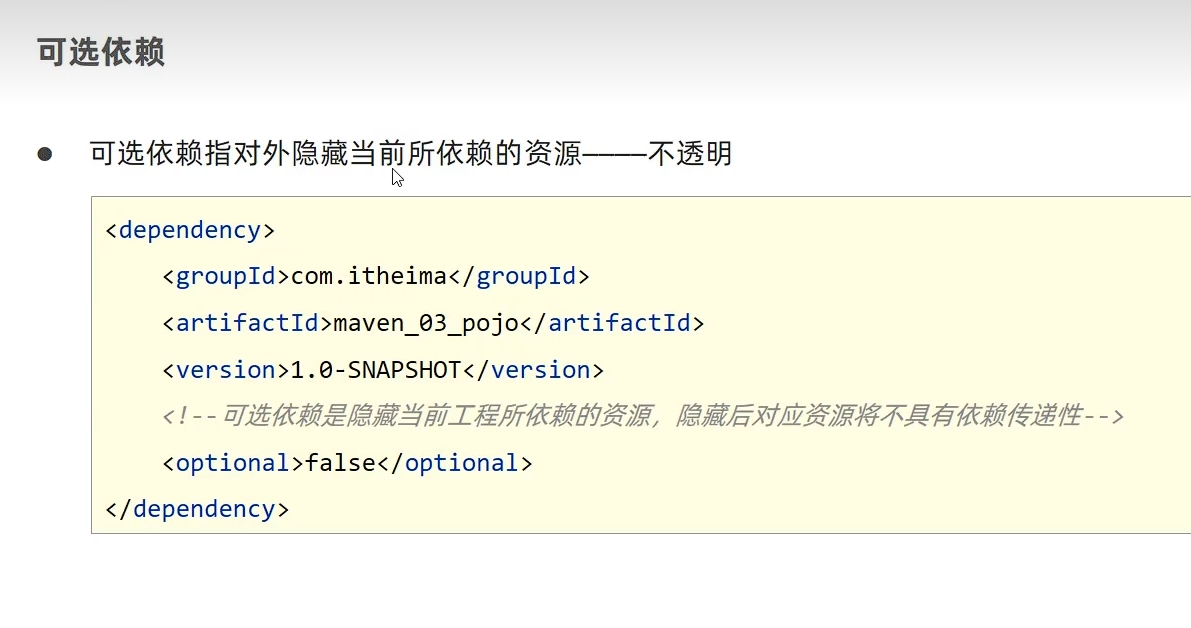 可选依赖
可选依赖指对外隐藏当前所依赖的资源————不透明
<dependency>
<groupId>com.itheima</groupId>
<artifactId>maven_03_pojo</artifactId>
<version>1.0-SNAPSHOT</version>
<!--可选依赖是隐藏当前工程所依赖的资源，隐藏后对应资源将不具有依赖传递性-->
<optional>false</optional>
</dependency>